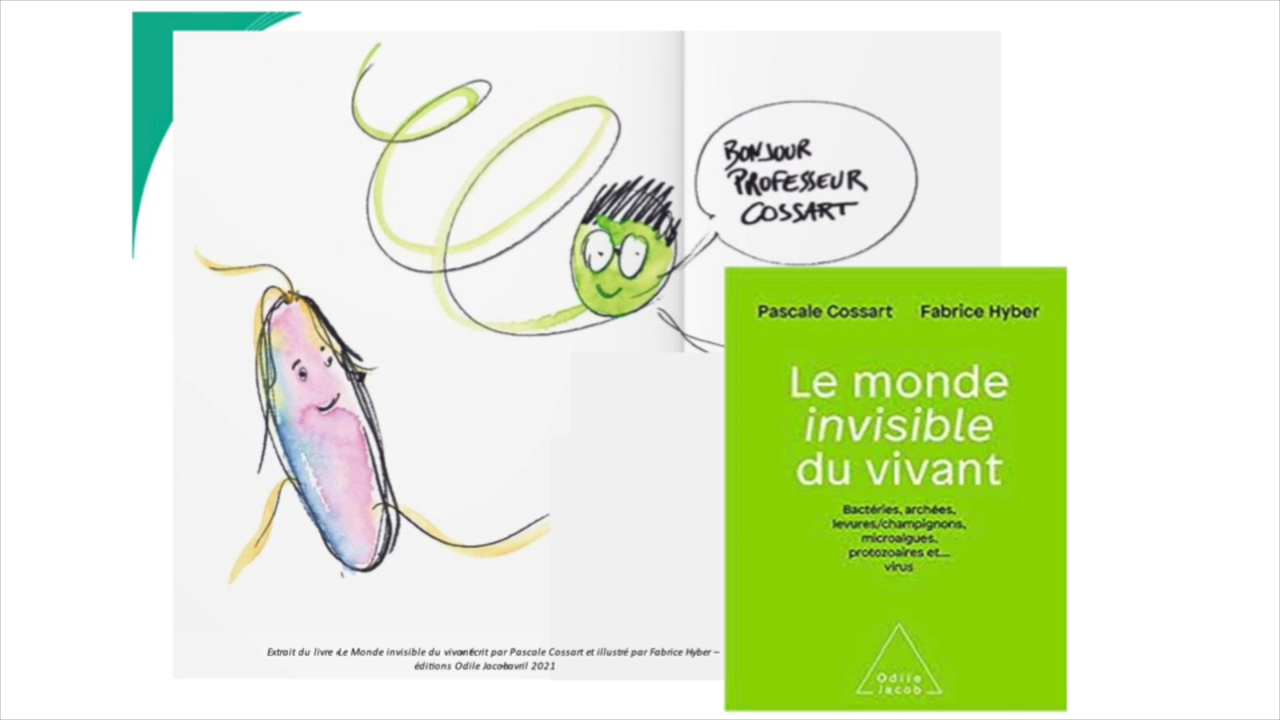 BONJOUR
PROFESSEUR
COSSART
Pascale Cossart Fabrice Hyber
Le monde
invisible
du vivant
Bactéries, archées,
levures/champignons,
microalgues,
protozoaires et...
virus
Odile
Jacob
Extrait du livre «Le Monde invisible du vivant» écrit par Pascale Cossart et illustré par Fabrice Hyber –
éditions Odile Jacob avril 2021